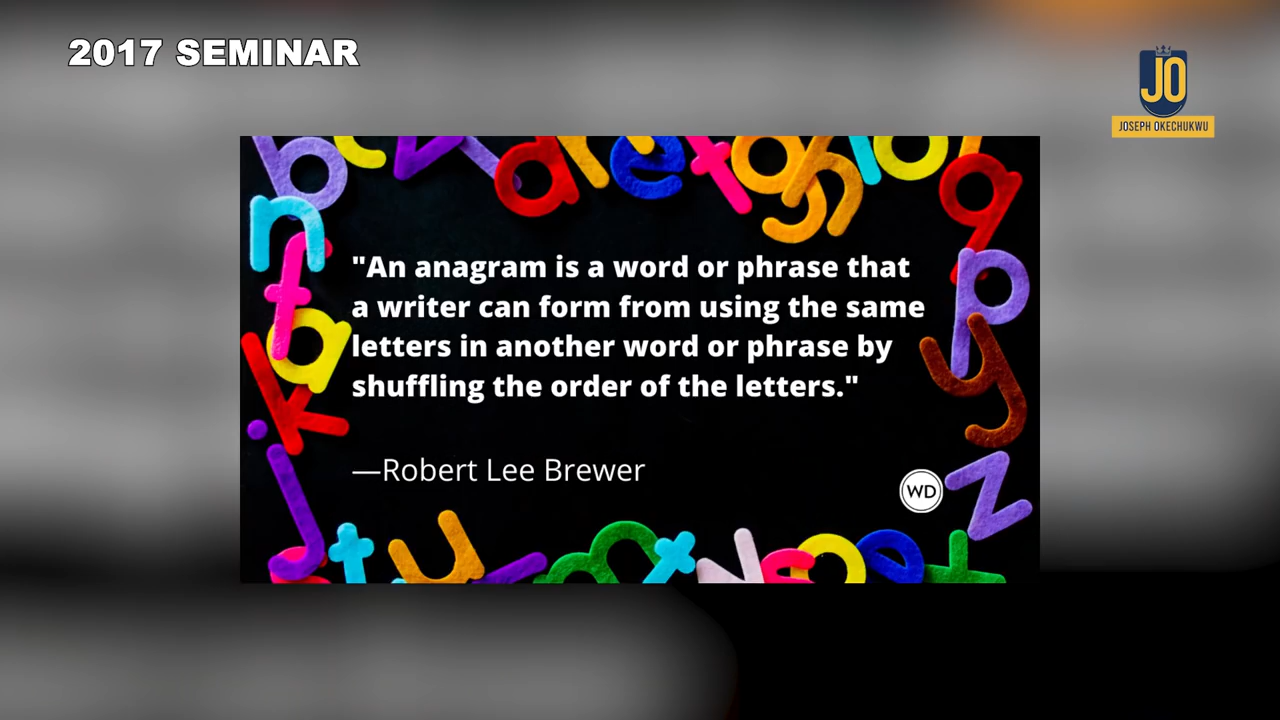 2017 SEMINAR
JO
JOSEPH OKECHUKWU
"An anagram is a word or phrase that
a writer can form from using the same
letters in another word or phrase by
shuffling the order of the letters."
—Robert Lee Brewer
WD